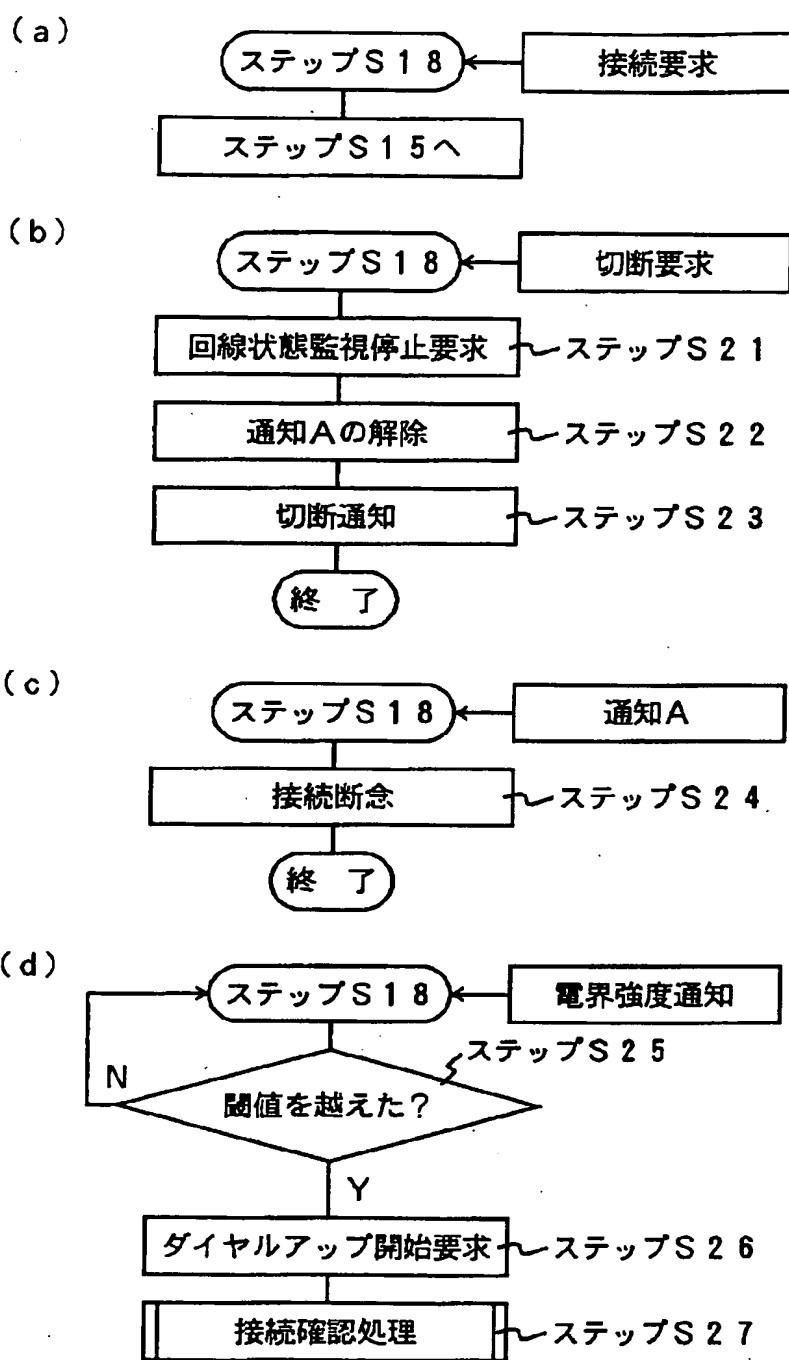 (a)
ステップS18
接続要求
ステップS15へ
(b)
ステップS18
切断要求
回線状態監視停止要求
ステップS21
通知Aの解除
ステップS22
切断通知
ステップS23
終 了
(c)
ステップS18
通知A
接続断念
ステップS24
終 了
(d)
ステップS18
電界強度通知
ステップS25
N
閾値を越えた？
Y
ダイヤルアップ開始要求
ステップS26
接続確認処理
ステップS27